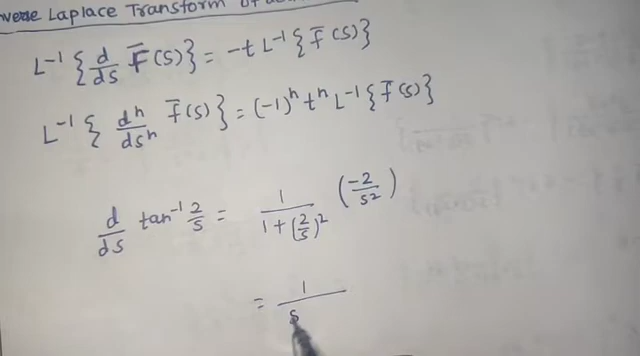 Laplace Transform of
L⁻¹ { d/ds F̄(s) } = -t L⁻¹ { f̄(s) }
L⁻¹ { dⁿ/dsⁿ f̄(s) } = (-1)ⁿ tⁿ L⁻¹ { f̄(s) }
d/ds tan⁻¹ 2/s = 1/(1+(2/s)²) (-2/s²)
= 1/s